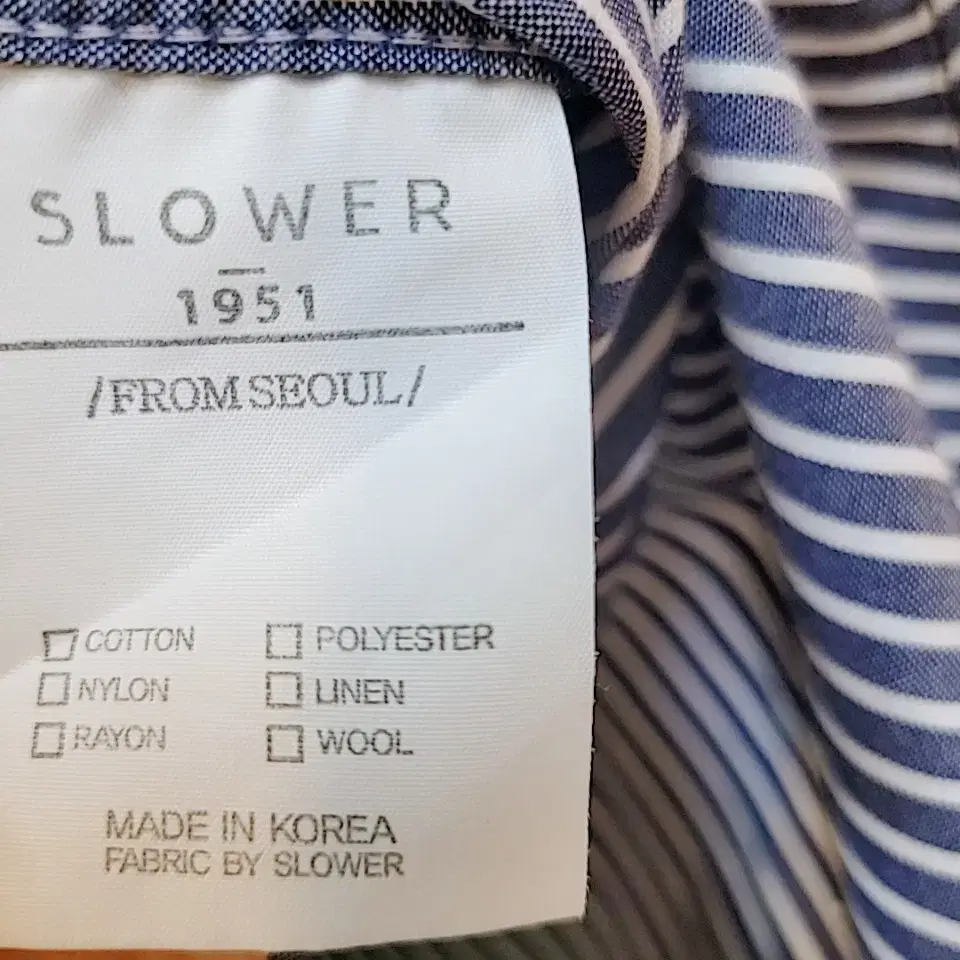 SLOWER
1951
/FROM SEOUL/
COTTON POLYESTER
NYLON LINEN
RAYON WOOL
MADE IN KOREA
FABRIC BY SLOWER